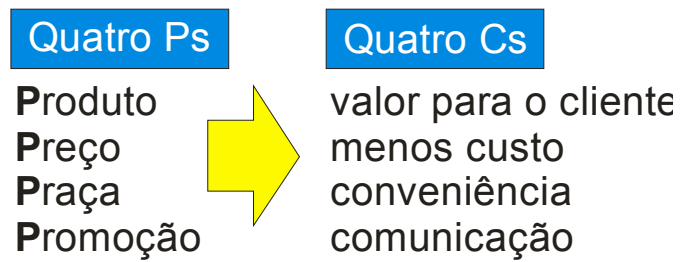 Quatro Ps
Quatro Cs
Produto
valor para o cliente
Preço
menos custo
Praça
conveniência
Promoção
comunicação